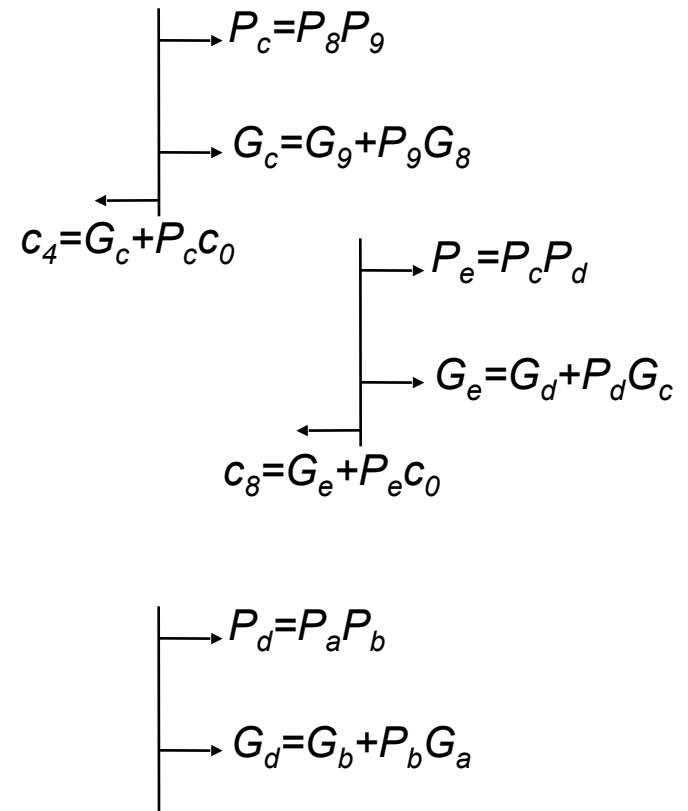 P_c=P_8P_9
G_c=G_9+P_9G_8
c_4=G_c+P_cc_0
P_e=P_cP_d
G_e=G_d+P_dG_c
c_8=G_e+P_ec_0
P_d=P_aP_b
G_d=G_b+P_bG_a